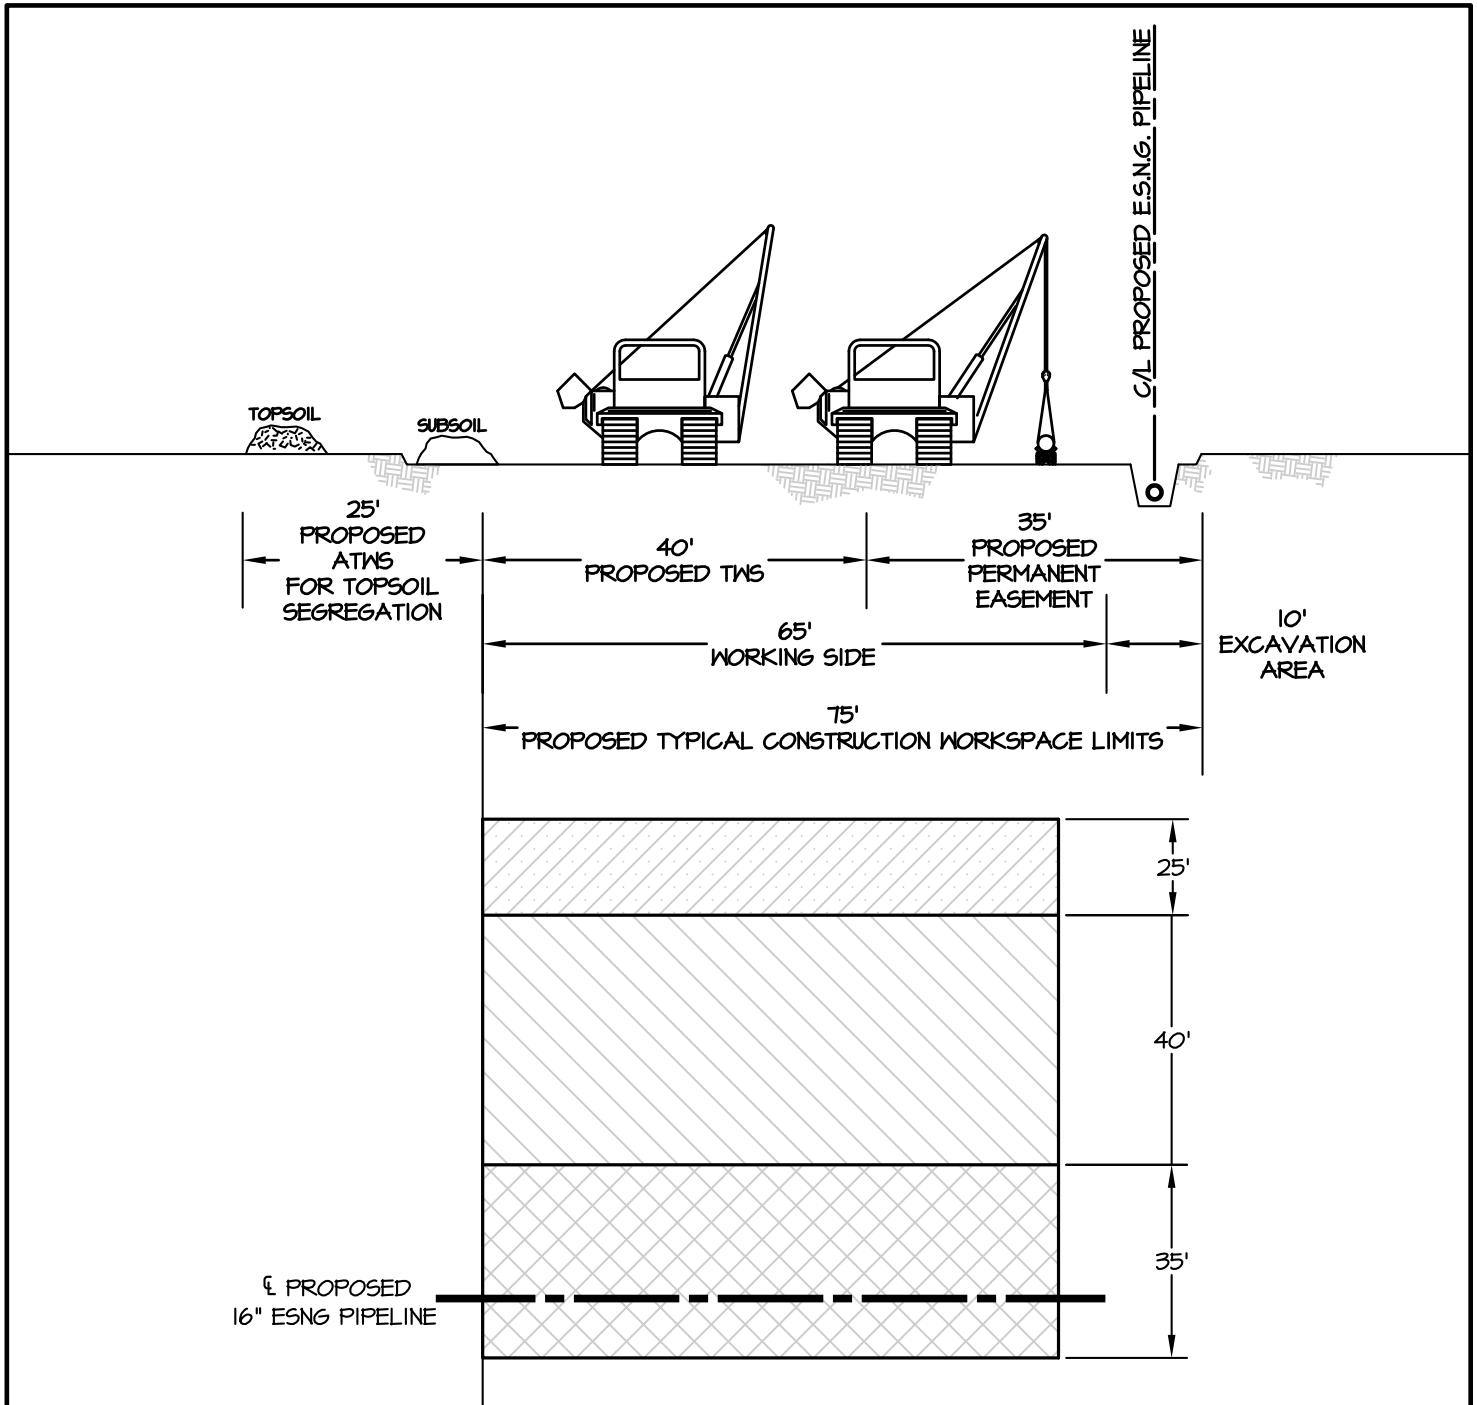 C/L PROPOSED E.S.N.G. PIPELINE
TOPSOIL
SUBSOIL
25'
PROPOSED
ATWS
FOR TOPSOIL
SEGREGATION
40'
PROPOSED TWS
35'
PROPOSED
PERMANENT
EASEMENT
65'
WORKING SIDE
10'
EXCAVATION
AREA
75'
PROPOSED TYPICAL CONSTRUCTION WORKSPACE LIMITS
25'
40'
35'
℄ PROPOSED
16" ESNG PIPELINE